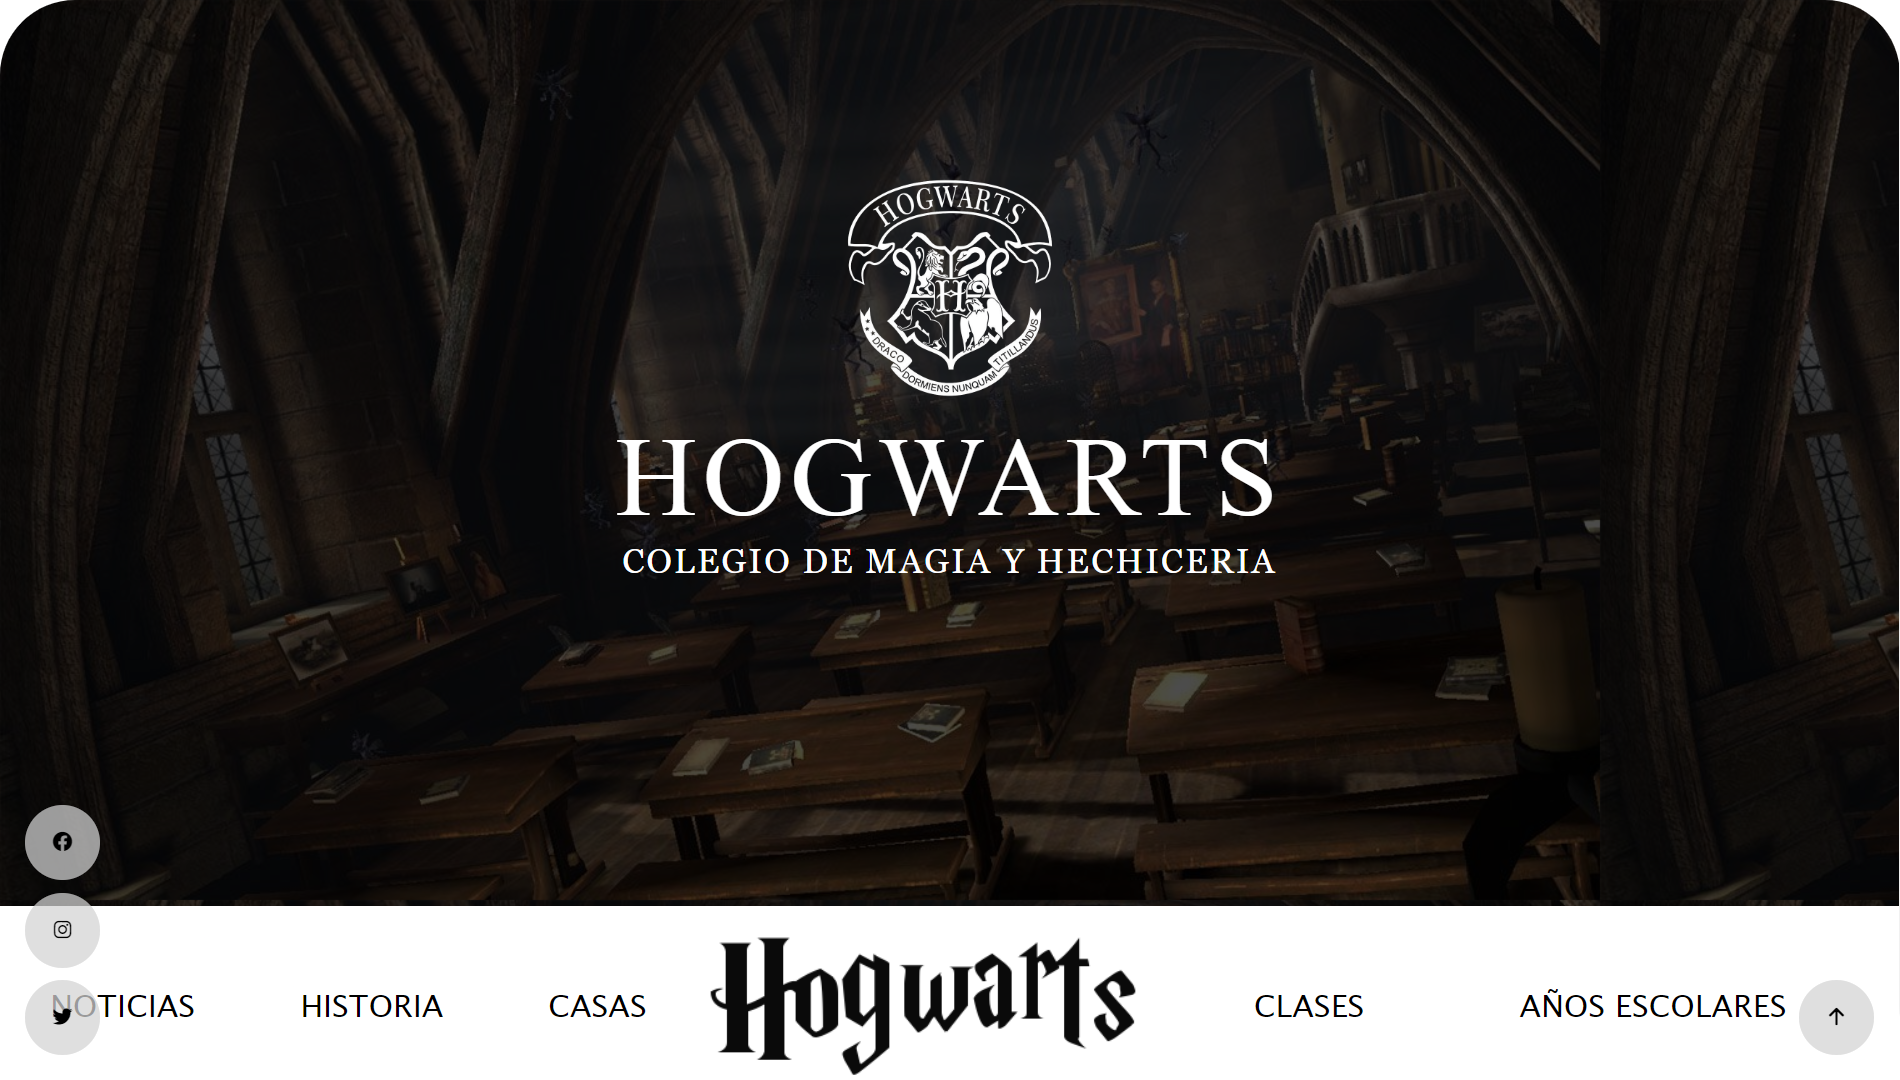 HOGWARTS
DRACO DORMIENS NUNQUAM TITILLANDUS
HOGWARTS
COLEGIO DE MAGIA Y HECHICERIA
NOTICIAS HISTORIA CASAS Hogwarts CLASES AÑOS ESCOLARES